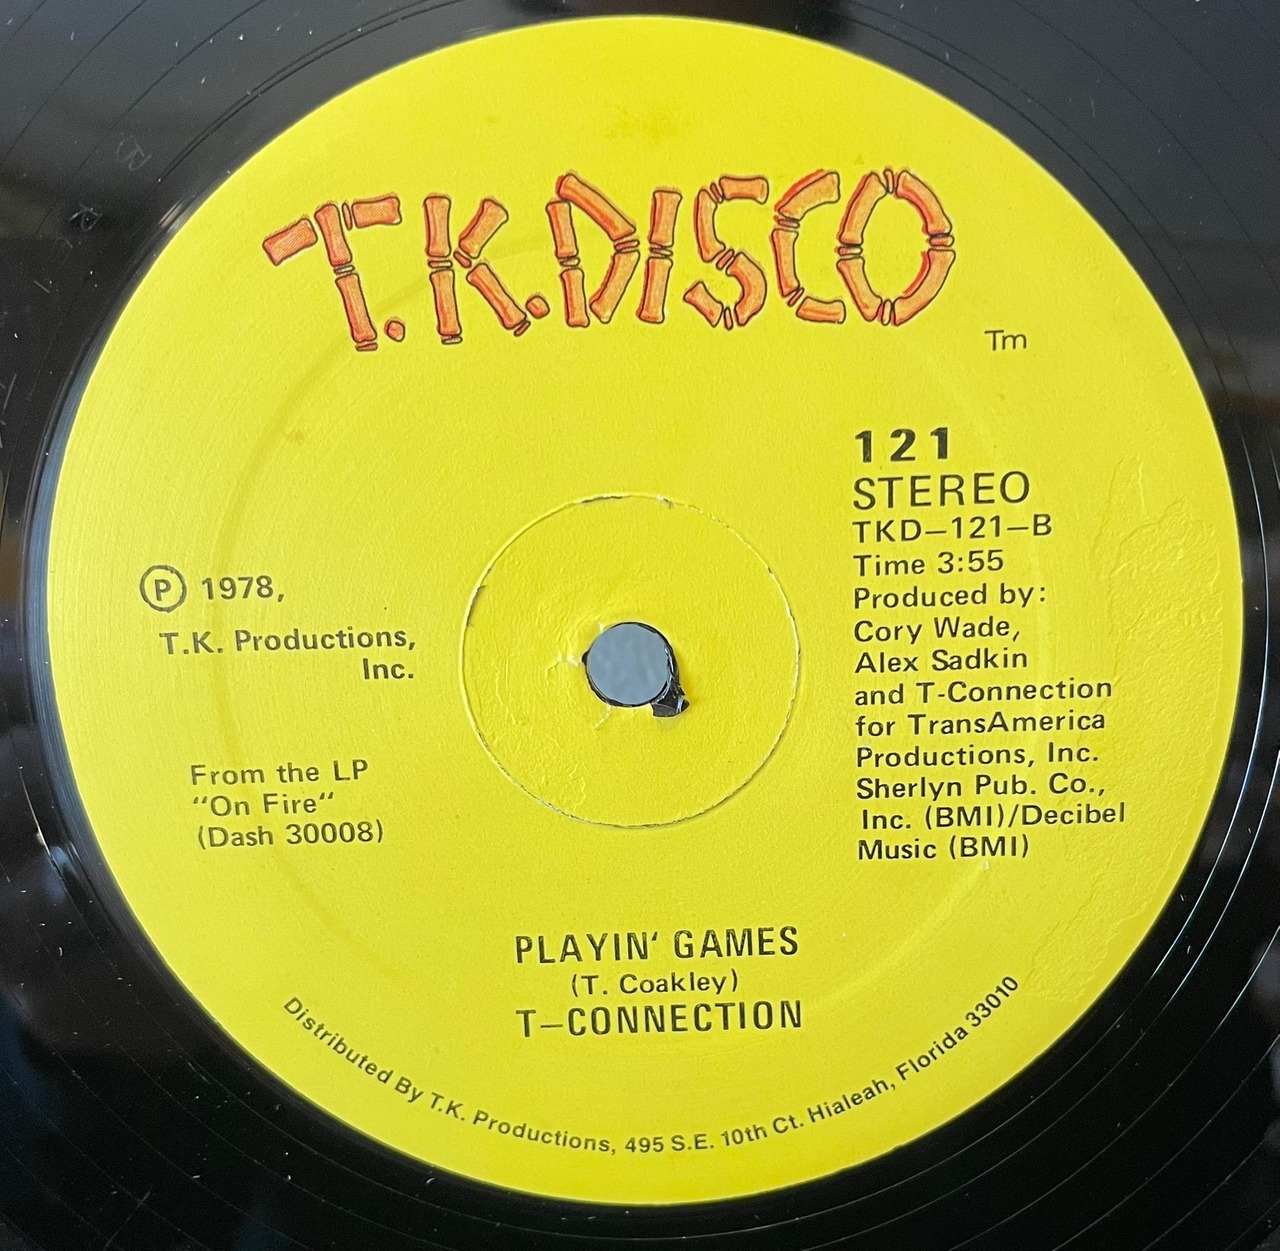 T.K. DISCO
Tm
121
STEREO
TKD–121–B
Time 3:55
Produced by:
Cory Wade,
Alex Sadkin
and T-Connection
for TransAmerica
Productions, Inc.
Sherlyn Pub. Co.,
Inc. (BMI)/Decibel
Music (BMI)
Ⓟ 1978,
T.K. Productions,
Inc.
From the LP
“On Fire”
(Dash 30008)
PLAYIN' GAMES
(T. Coakley)
T–CONNECTION
Distributed By T.K. Productions, 495 S.E. 10th Ct. Hialeah, Florida 33010